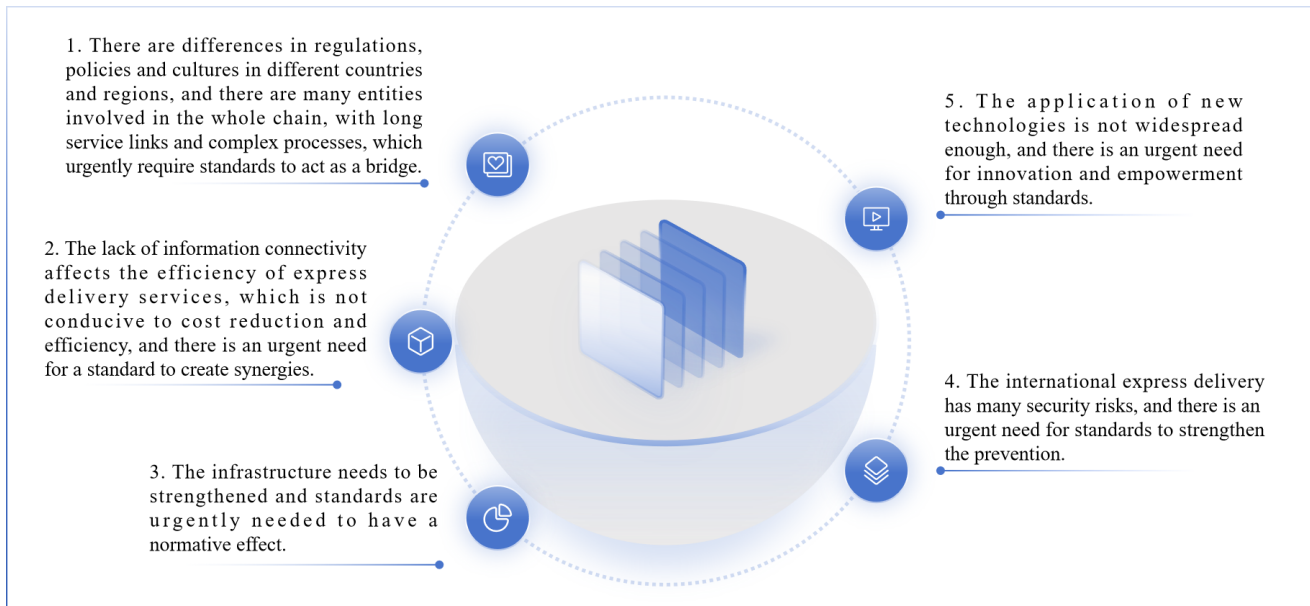 1. There are differences in regulations,
policies and cultures in different countries
and regions, and there are many entities
involved in the whole chain, with long
service links and complex processes, which
urgently require standards to act as a bridge.
2. The lack of information connectivity
affects the efficiency of express
delivery services, which is not
conducive to cost reduction and
efficiency, and there is an urgent need
for a standard to create synergies.
3. The infrastructure needs to be
strengthened and standards are
urgently needed to have a
normative effect.
4. The international express delivery
has many security risks, and there is an
urgent need for standards to strengthen
the prevention.
5. The application of new
technologies is not widespread
enough, and there is an urgent need
for innovation and empowerment
through standards.